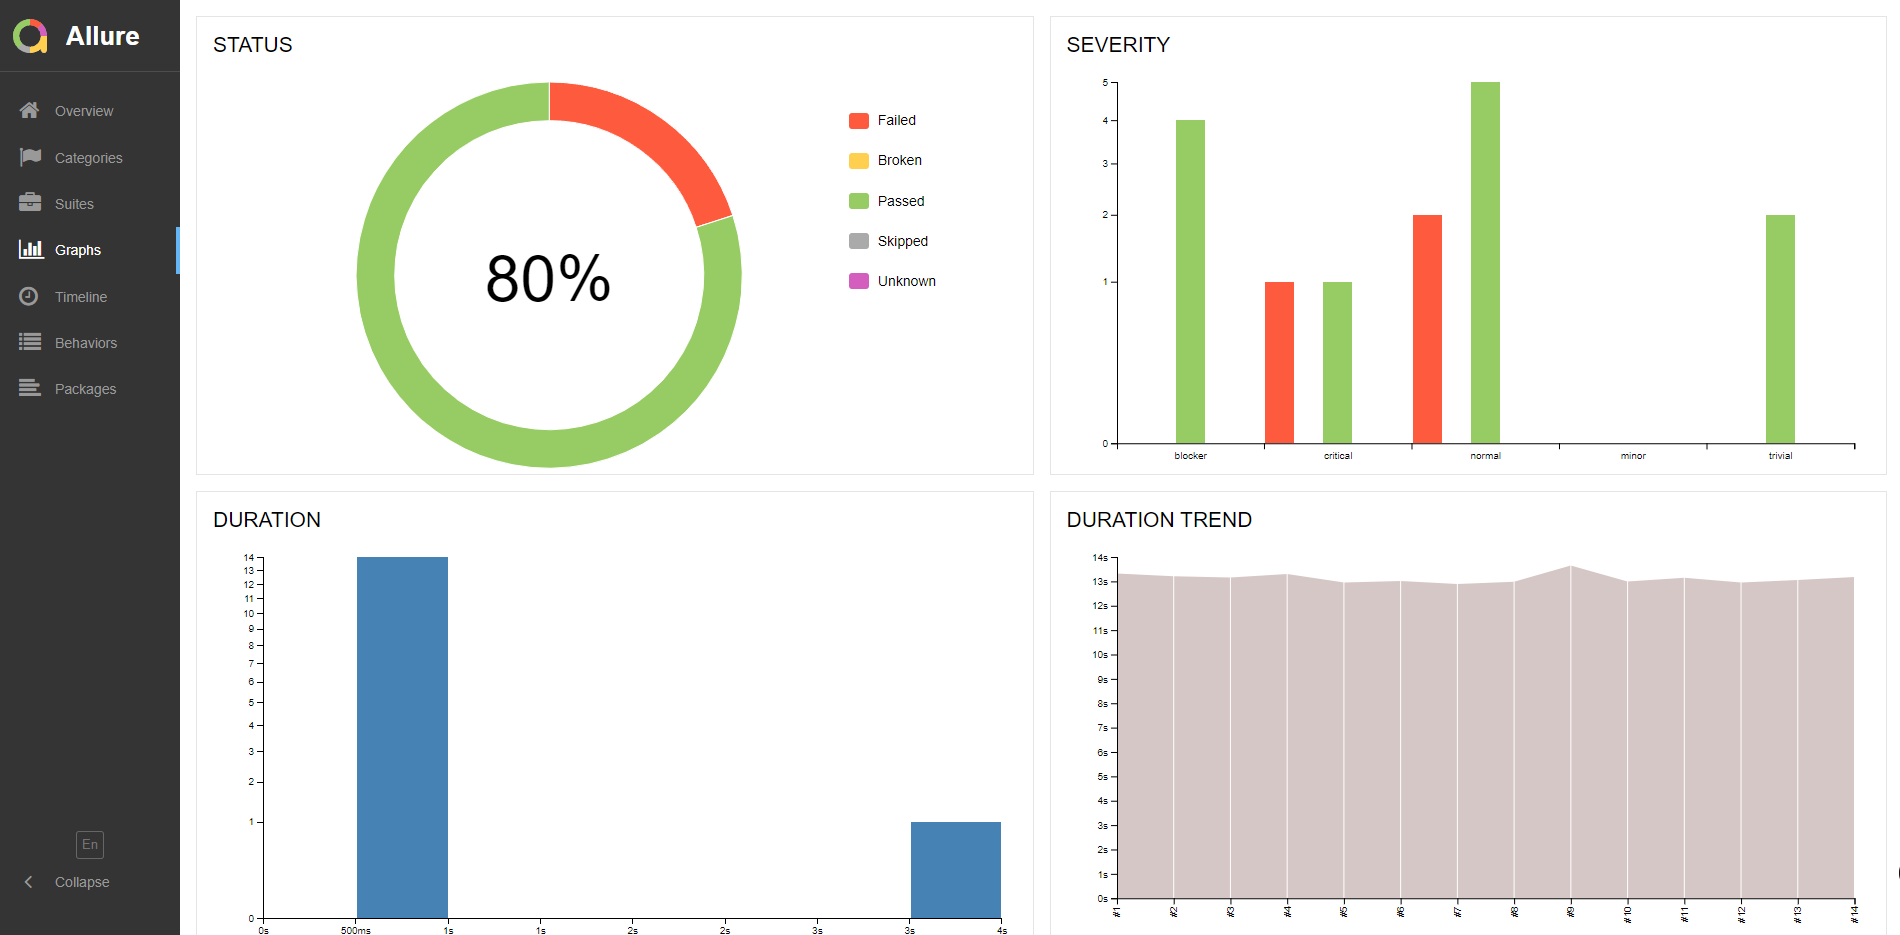 Allure
Overview
Categories
Suites
Graphs
Timeline
Behaviors
Packages
En
Collapse
STATUS
80%
Failed
Broken
Passed
Skipped
Unknown
SEVERITY
5
4
3
2
1
0
blocker
critical
normal
minor
trivial
DURATION
14
13
12
11
10
9
8
7
6
5
4
3
2
1
0
0s
500ms
1s
1s
2s
2s
3s
3s
4s
DURATION TREND
14s
13s
12s
11s
10s
9s
8s
7s
6s
5s
4s
3s
2s
1s
0s
#1
#2
#3
#4
#5
#6
#7
#8
#9
#10
#11
#12
#13
#14